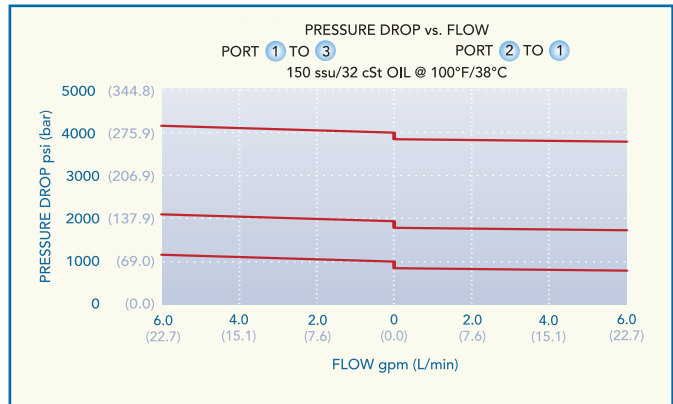 PRESSURE DROP vs. FLOW
PORT 1 TO 3
PORT 2 TO 1
150 ssu/32 cSt OIL @ 100°F/38°C
PRESSURE DROP psi (bar)
5000 (344.8)
4000 (275.9)
3000 (206.9)
2000 (137.9)
1000 (69.0)
0 (0.0)
6.0 4.0 2.0 0 2.0 4.0 6.0
(22.7) (15.1) (7.6) (0.0) (7.6) (15.1) (22.7)
FLOW gpm (L/min)